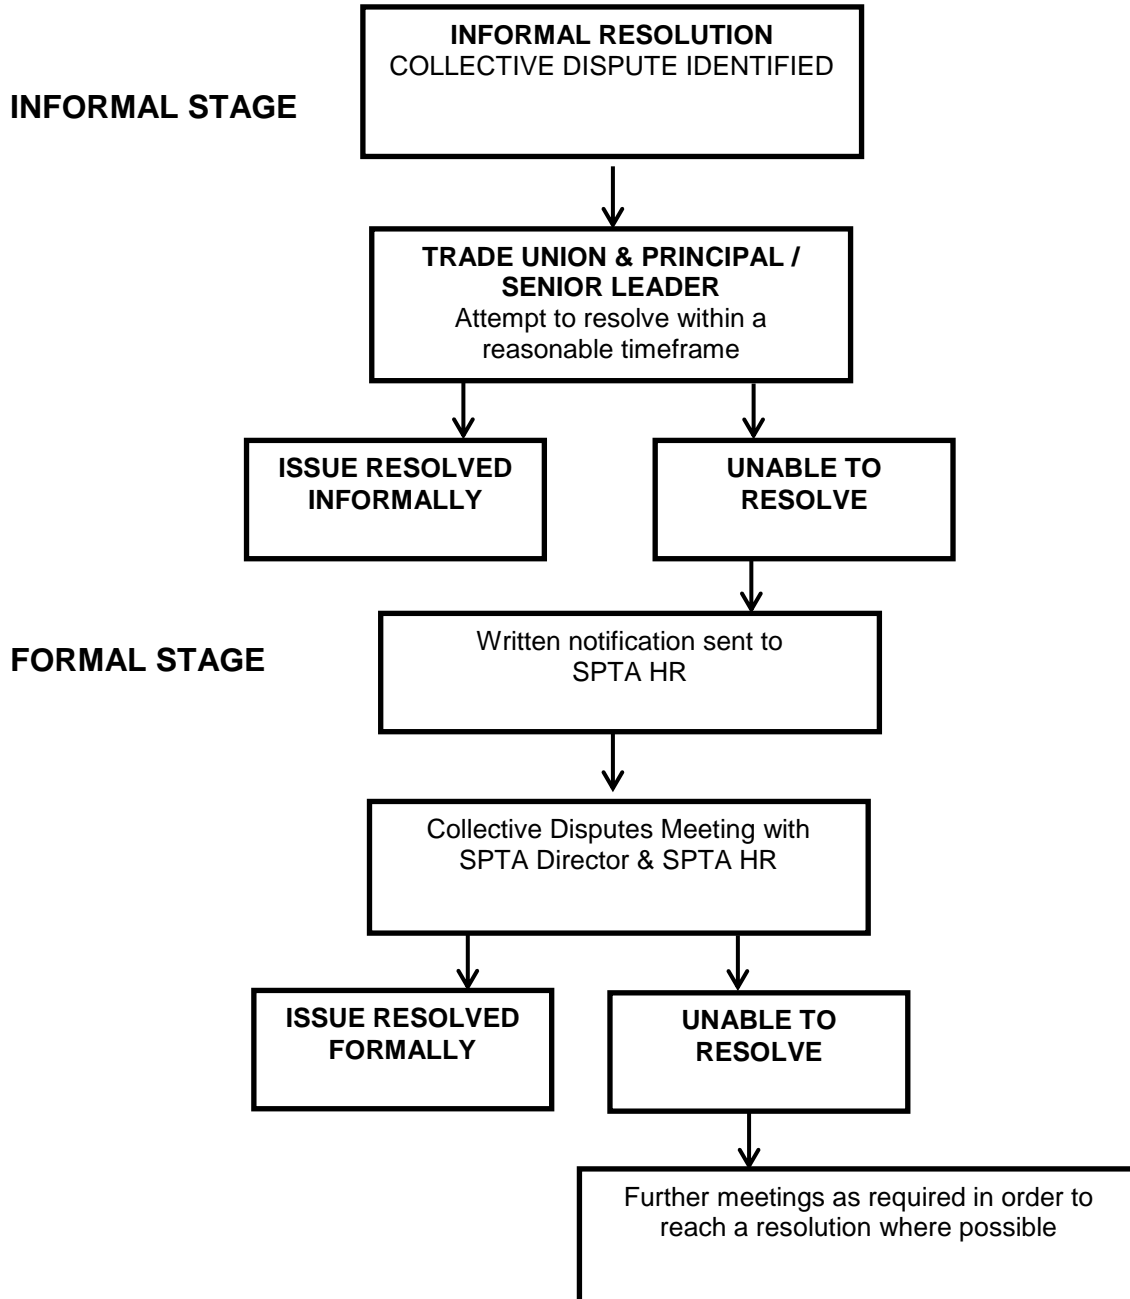 INFORMAL RESOLUTION
COLLECTIVE DISPUTE IDENTIFIED
INFORMAL STAGE
TRADE UNION & PRINCIPAL /
SENIOR LEADER
Attempt to resolve within a
reasonable timeframe
ISSUE RESOLVED
INFORMALLY
UNABLE TO
RESOLVE
Written notification sent to
SPTA HR
FORMAL STAGE
Collective Disputes Meeting with
SPTA Director & SPTA HR
ISSUE RESOLVED
FORMALLY
UNABLE TO
RESOLVE
Further meetings as required in order to
reach a resolution where possible